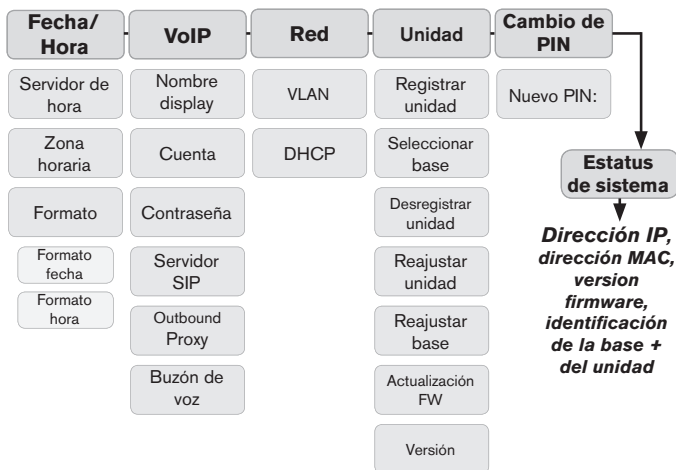 Fecha/
Hora
VoIP
Red
Unidad
Cambio de
PIN
Servidor de
hora
Nombre
display
VLAN
Registrar
unidad
Nuevo PIN:
Zona
horaria
Cuenta
DHCP
Seleccionar
base
Estatus
de sistema
Formato
Contraseña
Desregistrar
unidad
Dirección IP,
dirección MAC,
version
firmware,
identificación
de la base +
del unidad
Formato
fecha
Servidor
SIP
Reajustar
unidad
Formato
hora
Outbound
Proxy
Reajustar
base
Buzón de
voz
Actualización
FW
Versión